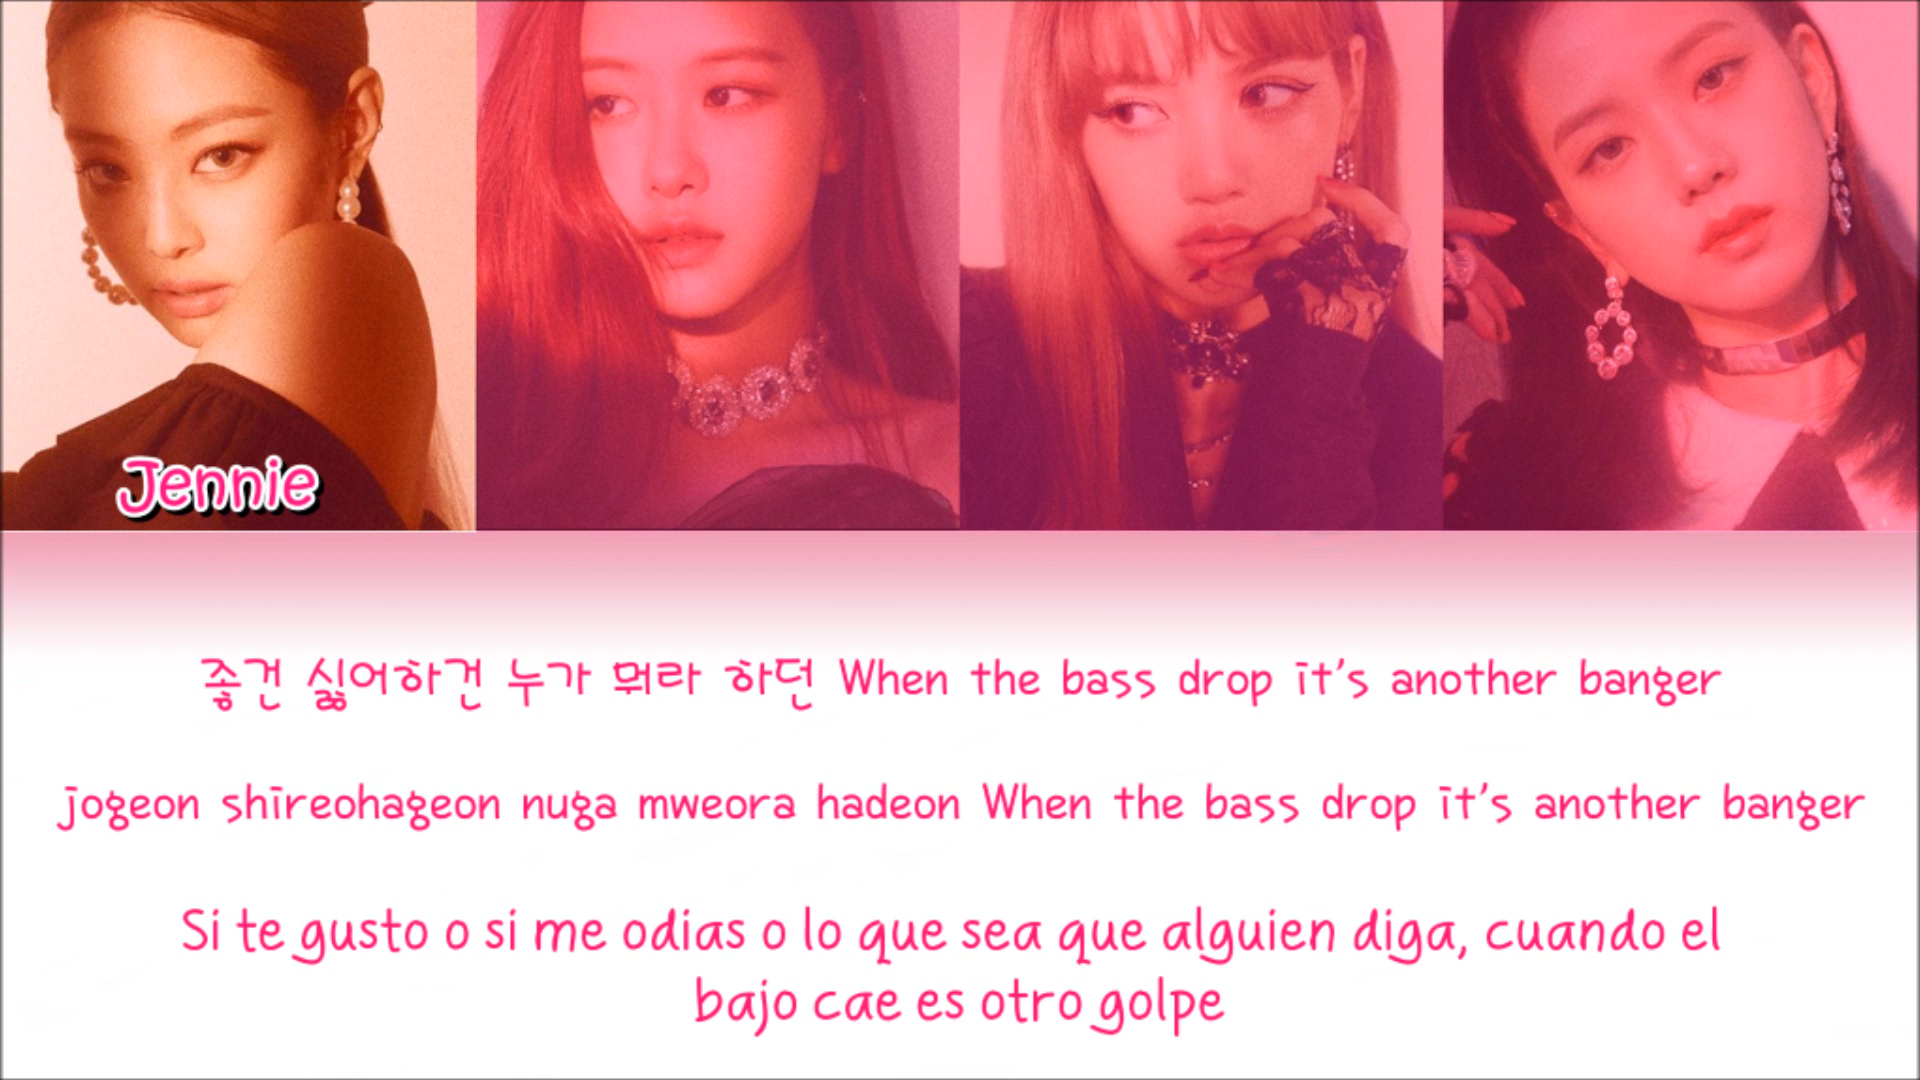 Jennie
좋건 싫어하건 누가 뭐라 하던 When the bass drop it's another banger
jogeon shireohageon nuga mweora hadeon When the bass drop it's another banger
Si te gusto o si me odias o lo que sea que alguien diga, cuando el
bajo cae es otro golpe